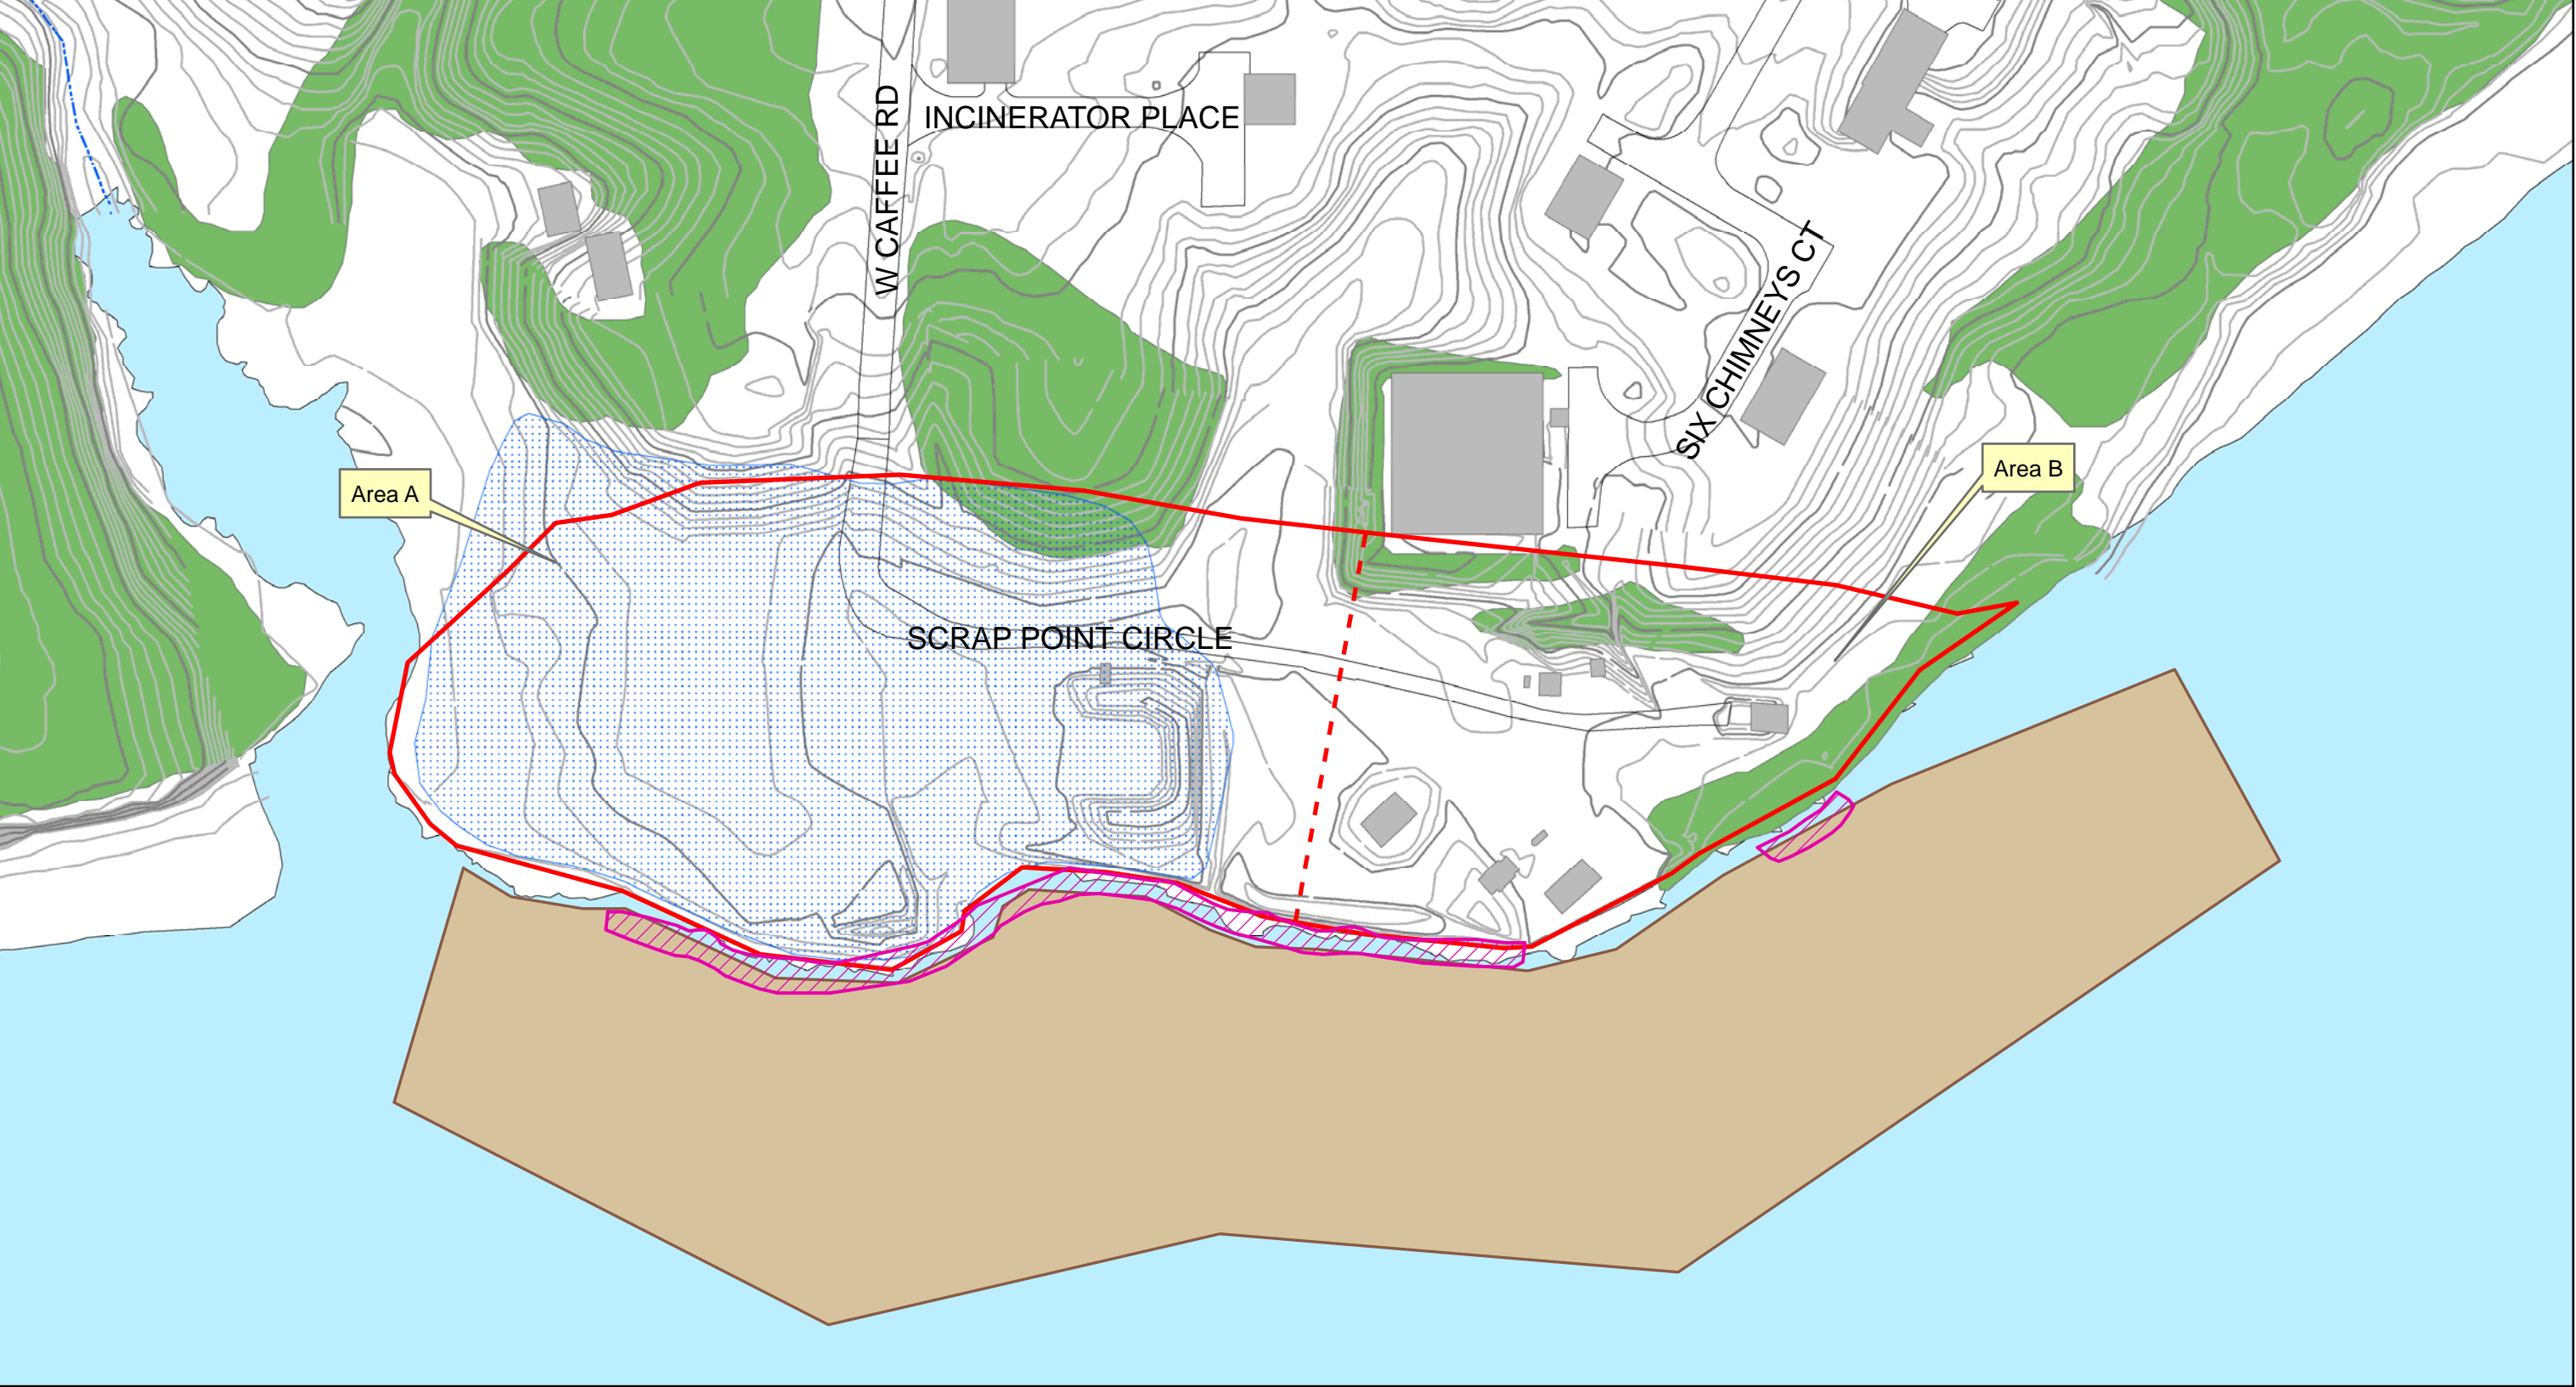 INCINERATOR PLACE
W CAFFEE RD
SIX CHIMNEYS CT
Area B
Area A
SCRAP POINT CIRCLE